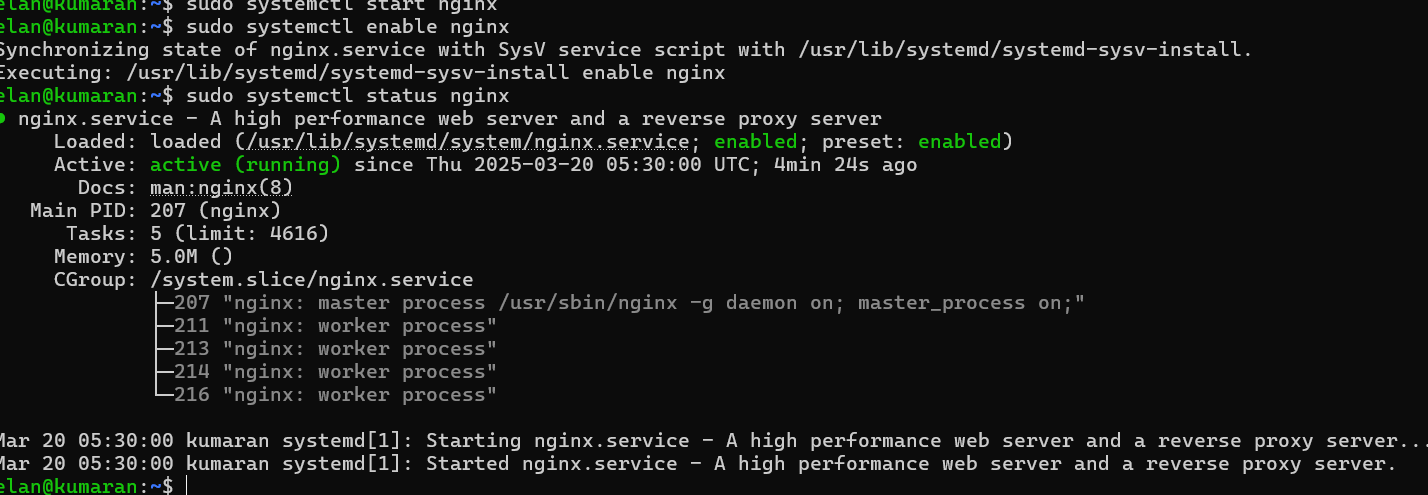 elan@kumaran:~$ sudo systemctl start nginx
elan@kumaran:~$ sudo systemctl enable nginx
Synchronizing state of nginx.service with SysV service script with /usr/lib/systemd/systemd-sysv-install.
Executing: /usr/lib/systemd/systemd-sysv-install enable nginx
elan@kumaran:~$ sudo systemctl status nginx
● nginx.service - A high performance web server and a reverse proxy server
     Loaded: loaded (/usr/lib/systemd/system/nginx.service; enabled; preset: enabled)
     Active: active (running) since Thu 2025-03-20 05:30:00 UTC; 4min 24s ago
       Docs: man:nginx(8)
   Main PID: 207 (nginx)
      Tasks: 5 (limit: 4616)
     Memory: 5.0M ()
     CGroup: /system.slice/nginx.service
             ├─207 "nginx: master process /usr/sbin/nginx -g daemon on; master_process on;"
             ├─211 "nginx: worker process"
             ├─213 "nginx: worker process"
             ├─214 "nginx: worker process"
             └─216 "nginx: worker process"

Mar 20 05:30:00 kumaran systemd[1]: Starting nginx.service - A high performance web server and a reverse proxy server...
Mar 20 05:30:00 kumaran systemd[1]: Started nginx.service - A high performance web server and a reverse proxy server.
elan@kumaran:~$